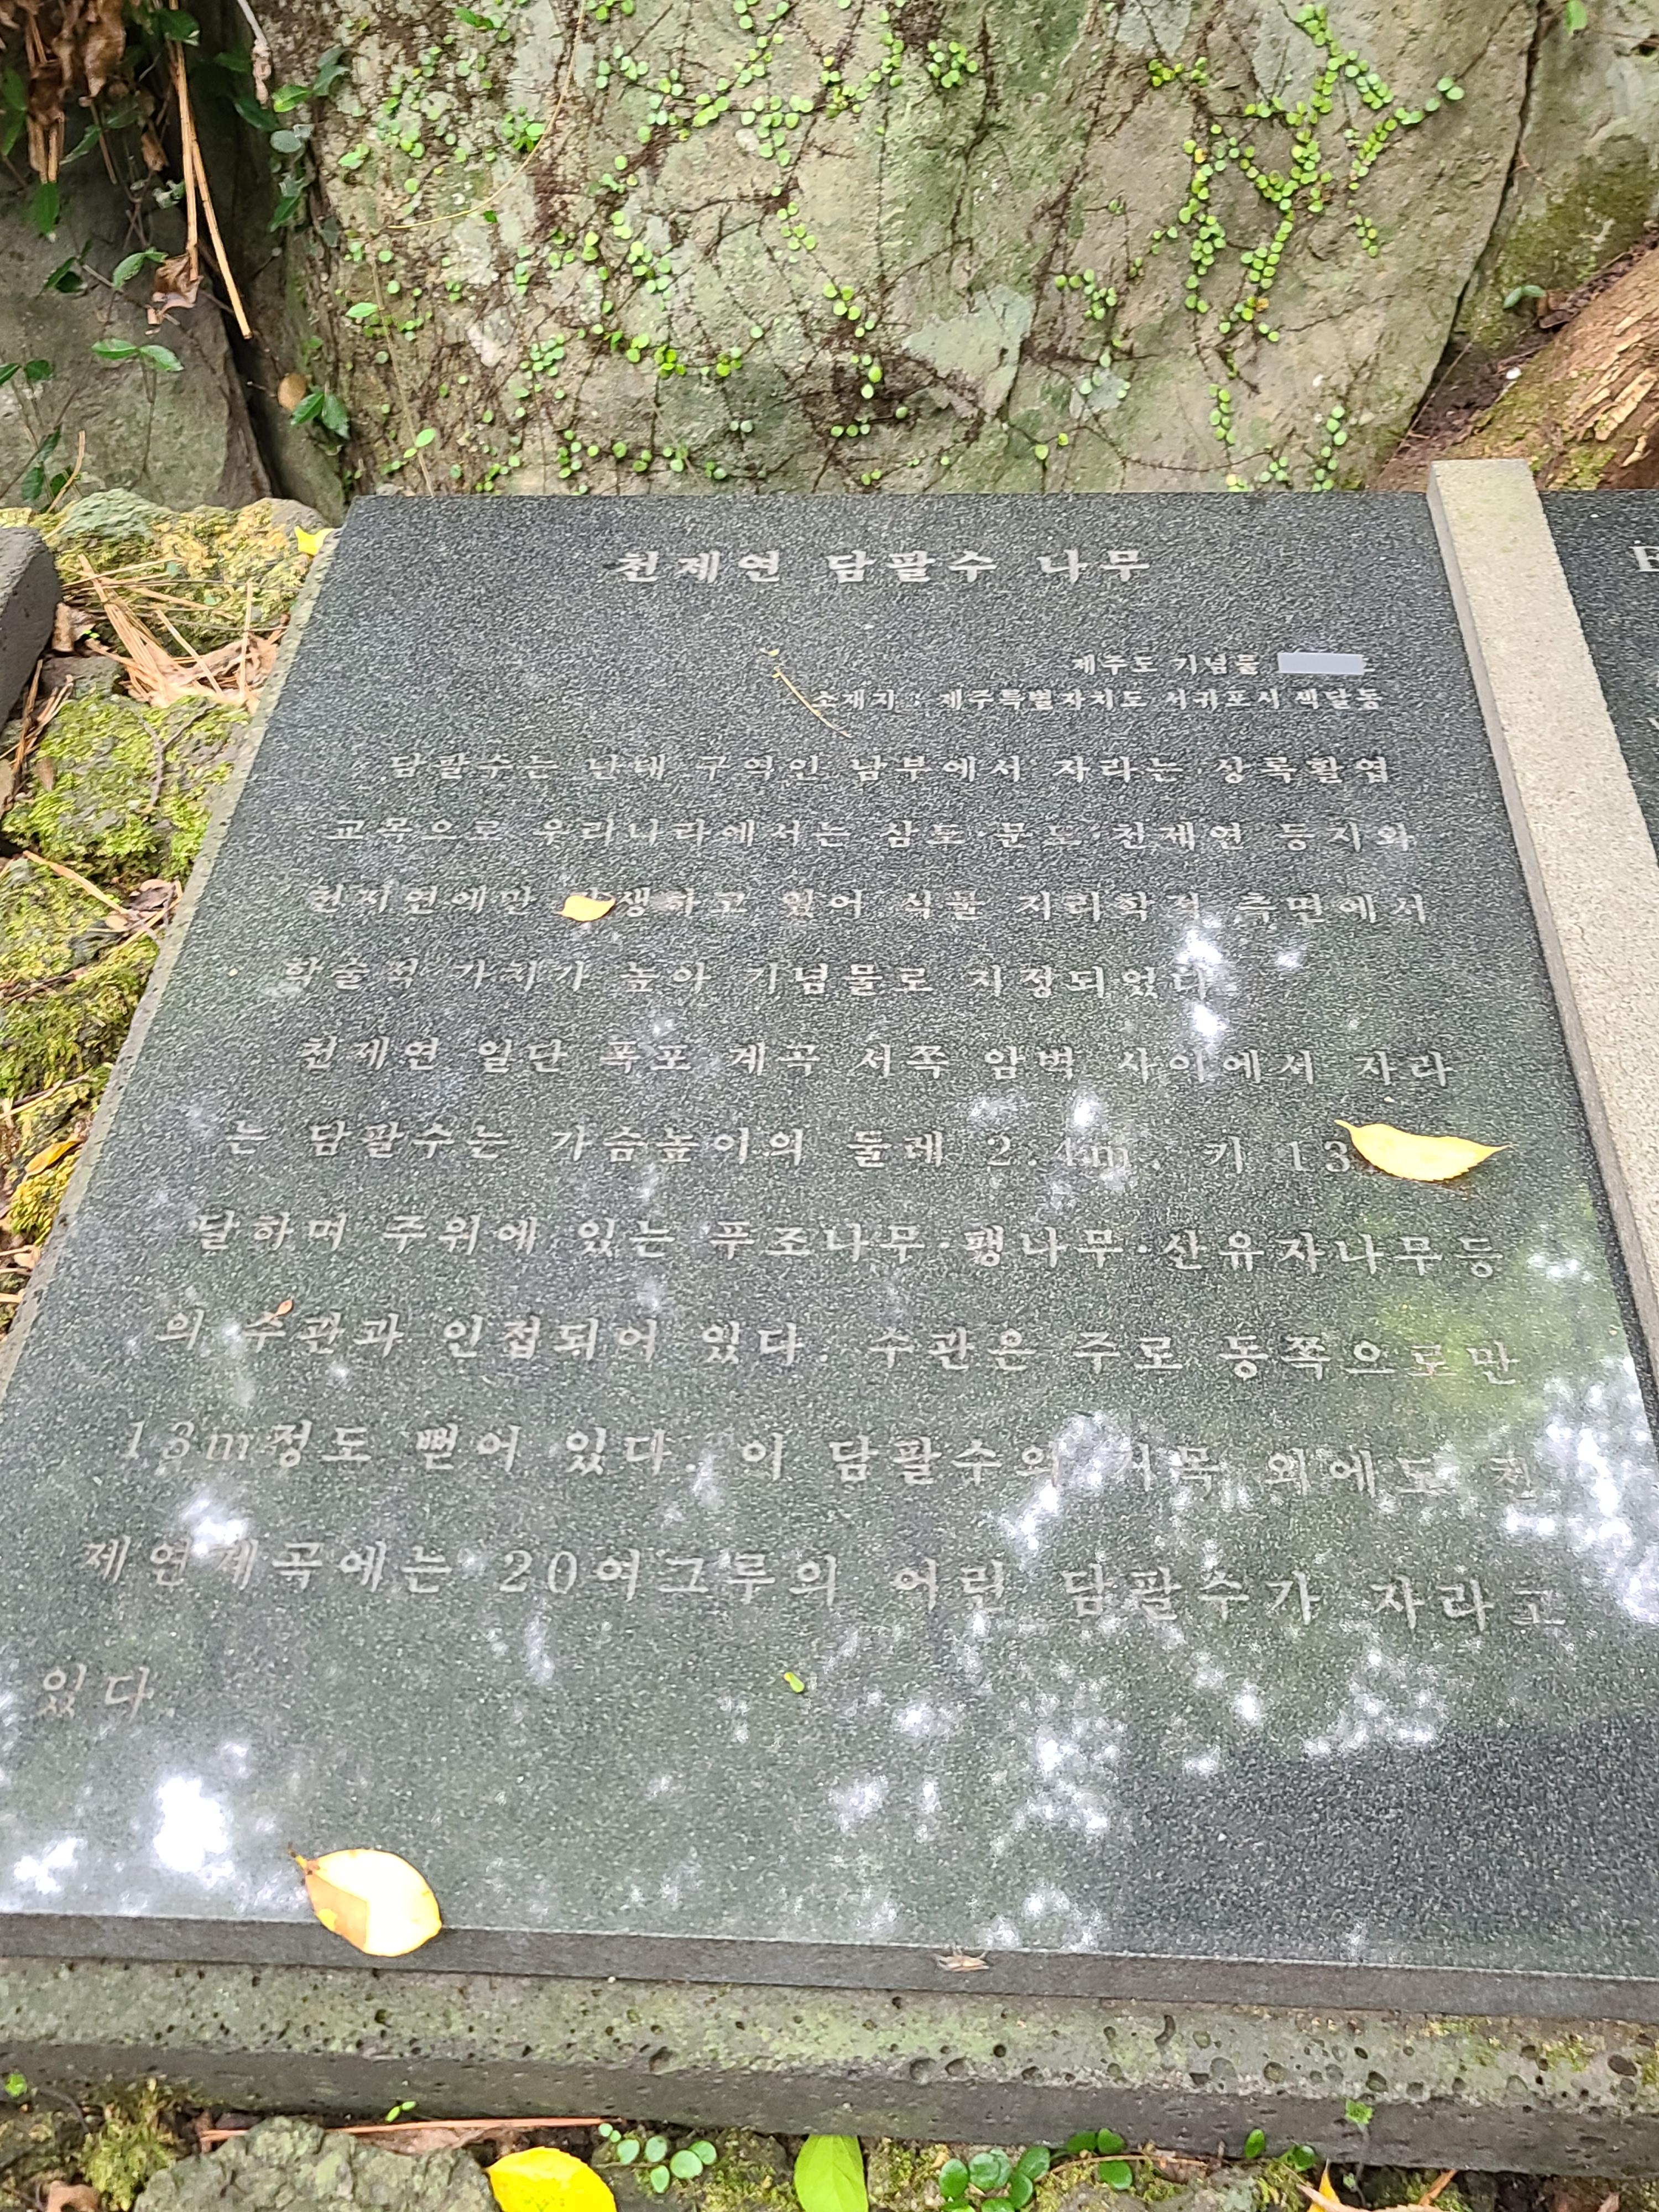 천제연 담팔수 나무
제주도 기념물
소재지 : 제주특별자치도 서귀포시 색달동
담팔수는 난대 구역인 남부에서 자라는 상록활엽
교목으로 우리나라에서는 삼도·문도·천제연 등지와
천지연에만 있어 식물 지리학적 측면에서
학술적 가치가 높아 기념물로 지정되었다
천제연 일단 폭포 계곡 서쪽 암벽 사이에서 자라
는 담팔수는 가슴높이의 둘레 2.4m. 키 13
달하며 주위에 있는 푸조나무·팽나무·산유자나무등
의 수관과 인접되어 있다. 수관은 주로 동쪽으로만
13m정도 뻗어 있다. 이 담팔수의 거목 외에도 천
제연계곡에는 20여그루의 어린 담팔수가 자라고
있다.